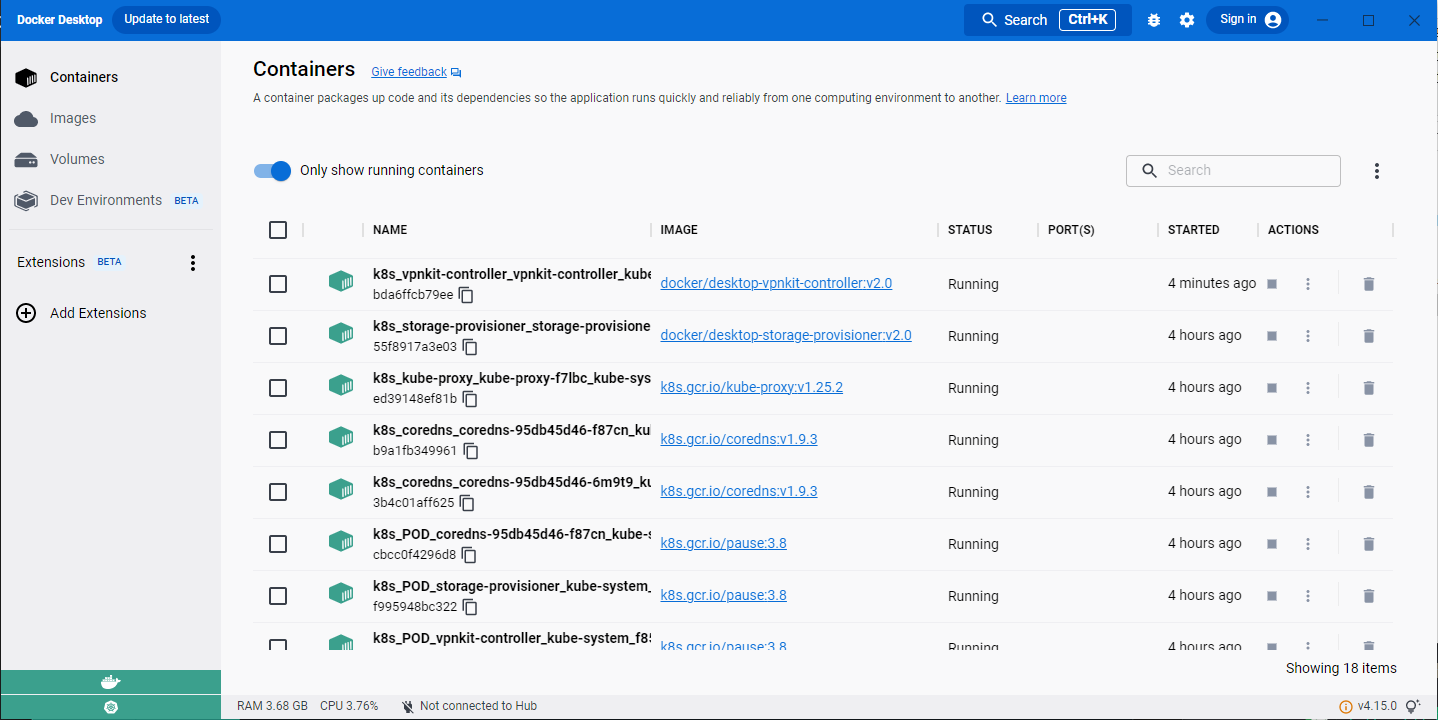 Docker Desktop Update to latest Search Ctrl+K Sign in
Containers
Images
Volumes
Dev Environments BETA
Extensions BETA
Add Extensions
Containers Give feedback
A container packages up code and its dependencies so the application runs quickly and reliably from one computing environment to another. Learn more
Only show running containers Search
NAME IMAGE STATUS PORT(S) STARTED ACTIONS
k8s_vpnkit-controller_vpnkit-controller_kube
bda6ffcb79ee docker/desktop-vpnkit-controller:v2.0 Running 4 minutes ago
k8s_storage-provisioner_storage-provisione
55f8917a3e03 docker/desktop-storage-provisioner:v2.0 Running 4 hours ago
k8s_kube-proxy_kube-proxy-f7lbc_kube-sys
ed39148ef81b k8s.gcr.io/kube-proxy:v1.25.2 Running 4 hours ago
k8s_coredns_coredns-95db45d46-f87cn_ku
b9a1fb349961 k8s.gcr.io/coredns:v1.9.3 Running 4 hours ago
k8s_coredns_coredns-95db45d46-6m9t9_ku
3b4c01aff625 k8s.gcr.io/coredns:v1.9.3 Running 4 hours ago
k8s_POD_coredns-95db45d46-f87cn_kube-s
cbcc0f4296d8 k8s.gcr.io/pause:3.8 Running 4 hours ago
k8s_POD_storage-provisioner_kube-system_
f995948bc322 k8s.gcr.io/pause:3.8 Running 4 hours ago
k8s_POD_vpnkit-controller_kube-system_f85
k8s.gcr.io/pause:3.8 Running 4 hours ago
Showing 18 items
RAM 3.68 GB CPU 3.76% Not connected to Hub v4.15.0